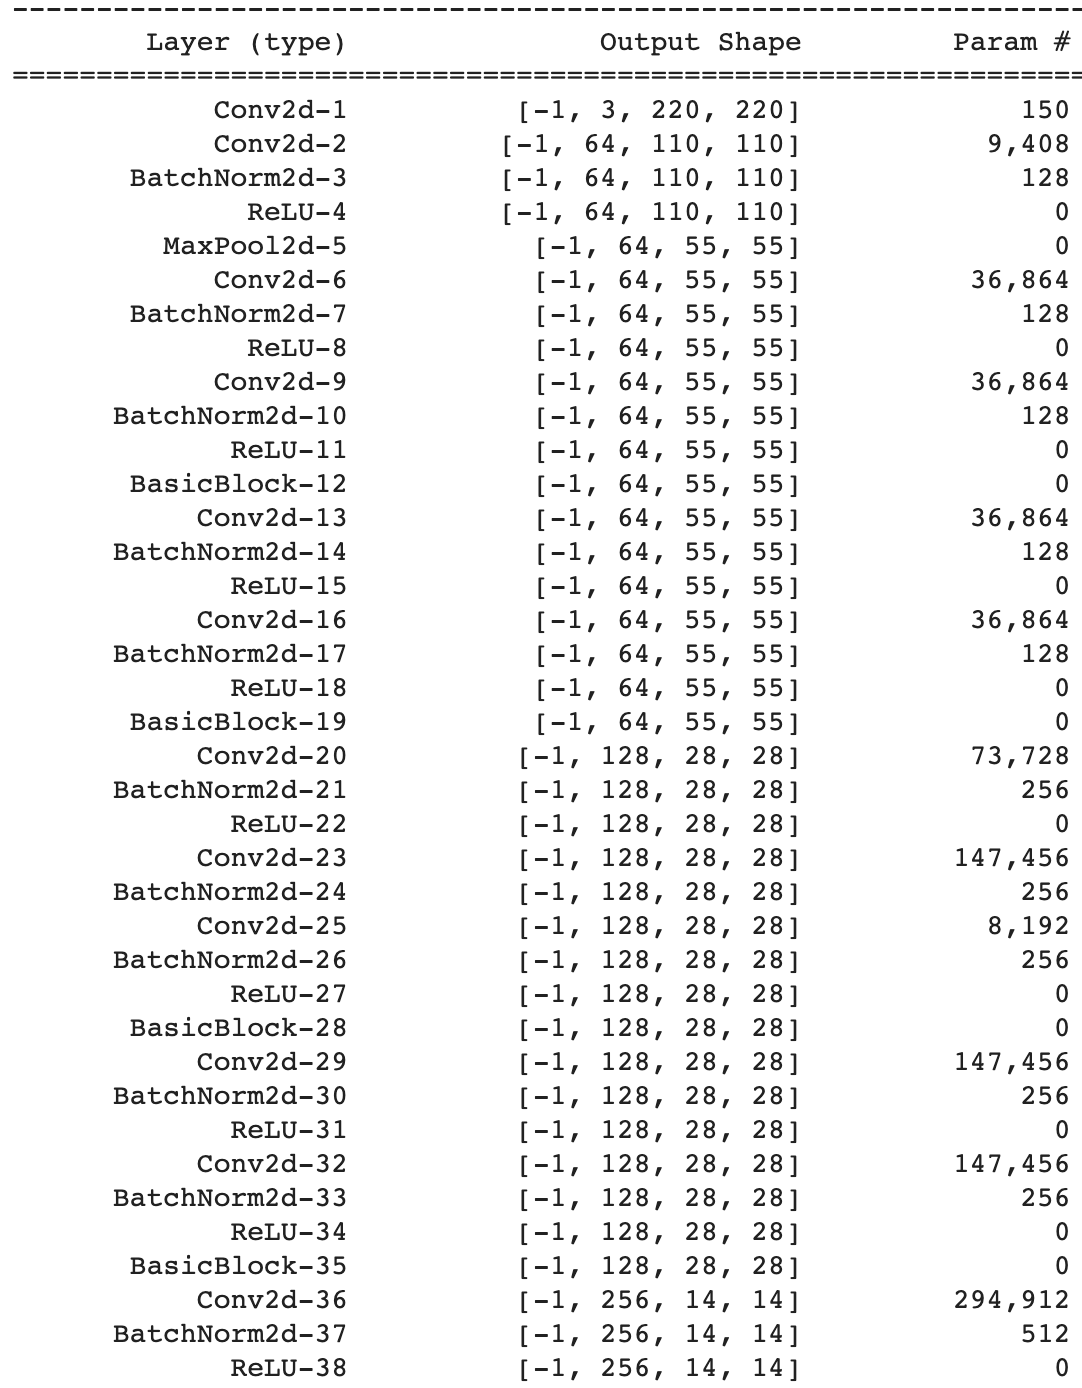 ----------------------------------------------------------------
Layer (type) Output Shape Param #
================================================================
Conv2d-1 [-1, 3, 220, 220] 150
Conv2d-2 [-1, 64, 110, 110] 9,408
BatchNorm2d-3 [-1, 64, 110, 110] 128
ReLU-4 [-1, 64, 110, 110] 0
MaxPool2d-5 [-1, 64, 55, 55] 0
Conv2d-6 [-1, 64, 55, 55] 36,864
BatchNorm2d-7 [-1, 64, 55, 55] 128
ReLU-8 [-1, 64, 55, 55] 0
Conv2d-9 [-1, 64, 55, 55] 36,864
BatchNorm2d-10 [-1, 64, 55, 55] 128
ReLU-11 [-1, 64, 55, 55] 0
BasicBlock-12 [-1, 64, 55, 55] 0
Conv2d-13 [-1, 64, 55, 55] 36,864
BatchNorm2d-14 [-1, 64, 55, 55] 128
ReLU-15 [-1, 64, 55, 55] 0
Conv2d-16 [-1, 64, 55, 55] 36,864
BatchNorm2d-17 [-1, 64, 55, 55] 128
ReLU-18 [-1, 64, 55, 55] 0
BasicBlock-19 [-1, 64, 55, 55] 0
Conv2d-20 [-1, 128, 28, 28] 73,728
BatchNorm2d-21 [-1, 128, 28, 28] 256
ReLU-22 [-1, 128, 28, 28] 0
Conv2d-23 [-1, 128, 28, 28] 147,456
BatchNorm2d-24 [-1, 128, 28, 28] 256
Conv2d-25 [-1, 128, 28, 28] 8,192
BatchNorm2d-26 [-1, 128, 28, 28] 256
ReLU-27 [-1, 128, 28, 28] 0
BasicBlock-28 [-1, 128, 28, 28] 0
Conv2d-29 [-1, 128, 28, 28] 147,456
BatchNorm2d-30 [-1, 128, 28, 28] 256
ReLU-31 [-1, 128, 28, 28] 0
Conv2d-32 [-1, 128, 28, 28] 147,456
BatchNorm2d-33 [-1, 128, 28, 28] 256
ReLU-34 [-1, 128, 28, 28] 0
BasicBlock-35 [-1, 128, 28, 28] 0
Conv2d-36 [-1, 256, 14, 14] 294,912
BatchNorm2d-37 [-1, 256, 14, 14] 512
ReLU-38 [-1, 256, 14, 14] 0